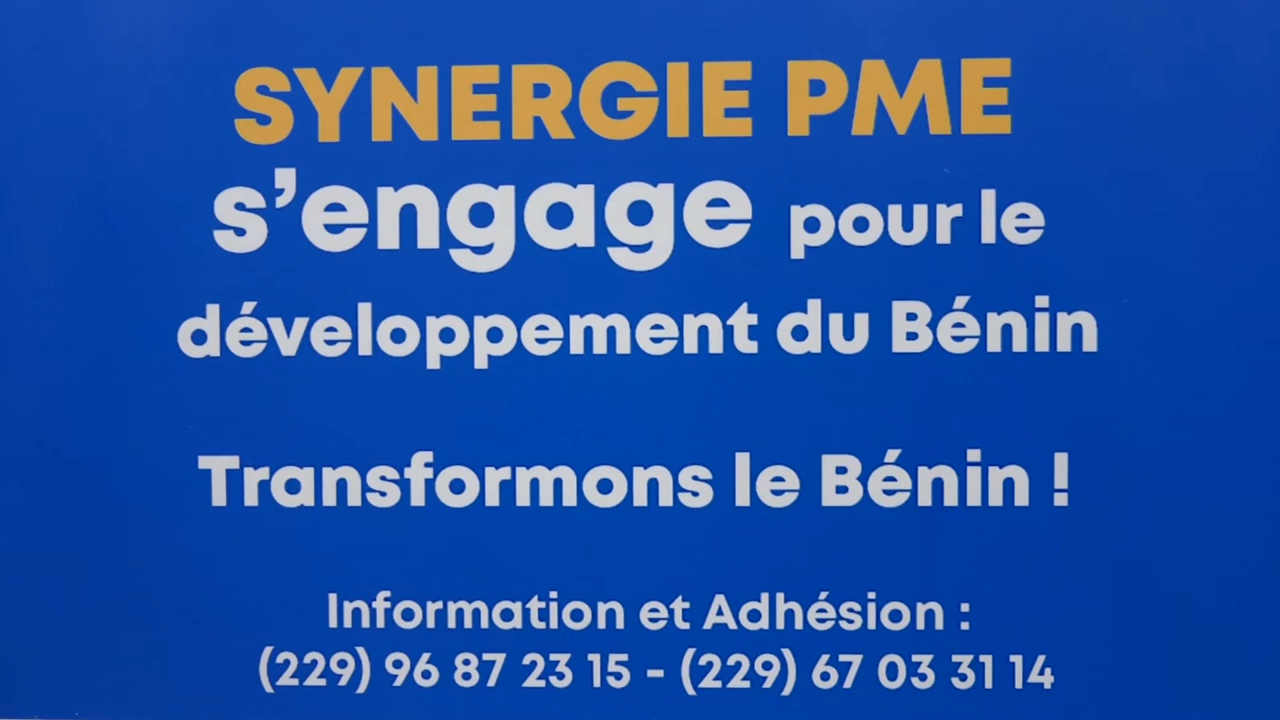 SYNERGIE PME
s'engage pour le
développement du Bénin
Transformons le Bénin !
Information et Adhésion :
(229) 96 87 23 15 - (229) 67 03 31 14